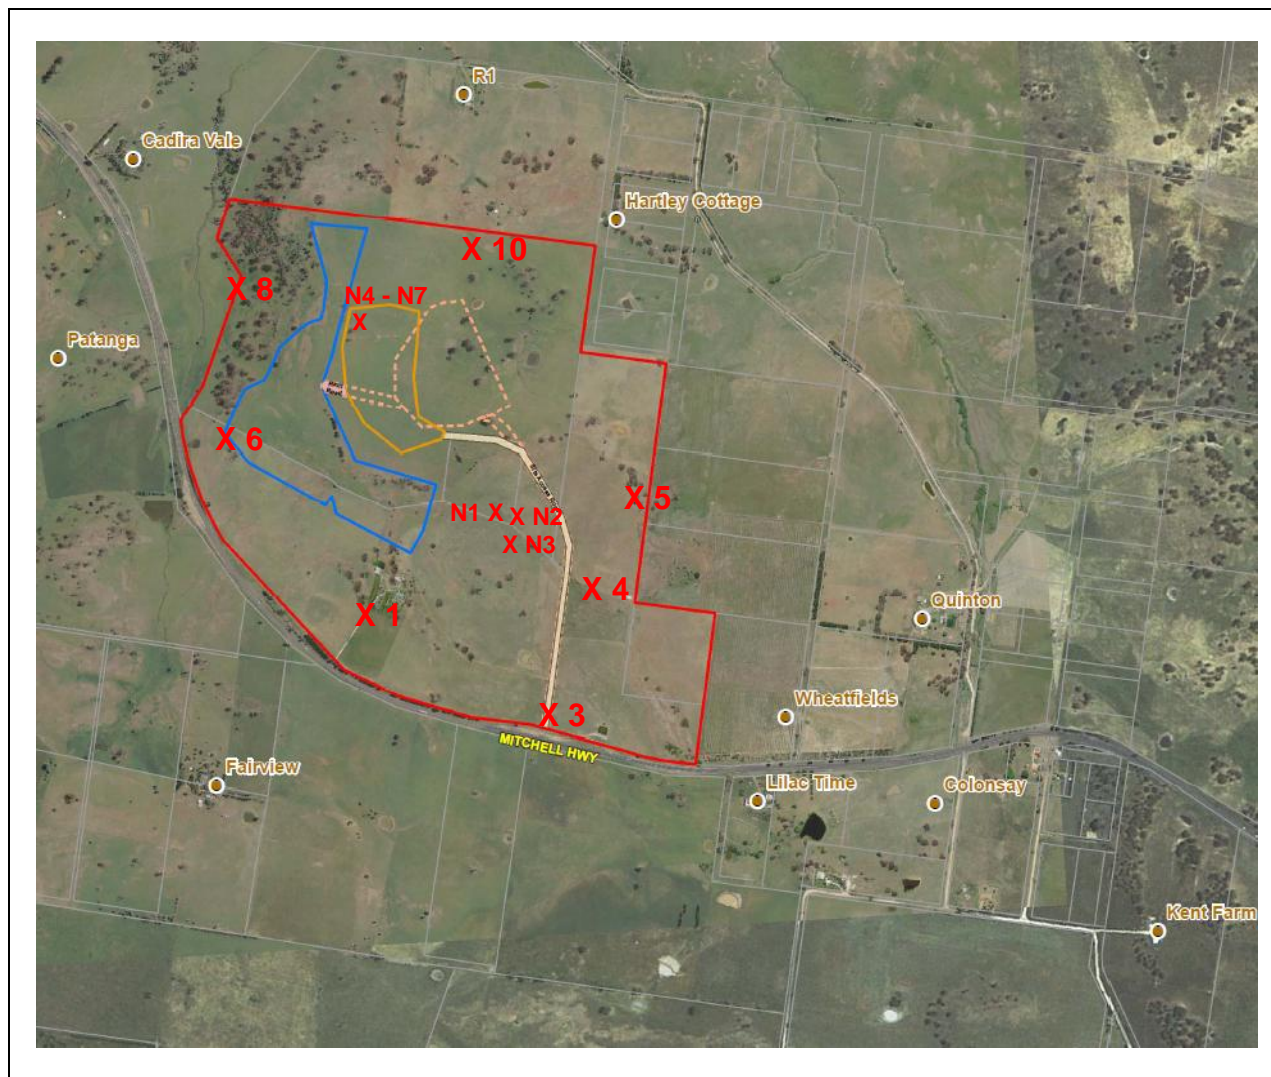 R1
Cadira Vale
Hartley Cottage
X 10
X 8
N4 - N7
X
Patanga
X 6
X 5
N1 X X N2
X N3
X 4
X 1
Quinton
X 3
Wheatfields
MITCHELL HWY
Fairview
Lilac Time
Colonsay
Kent Farm